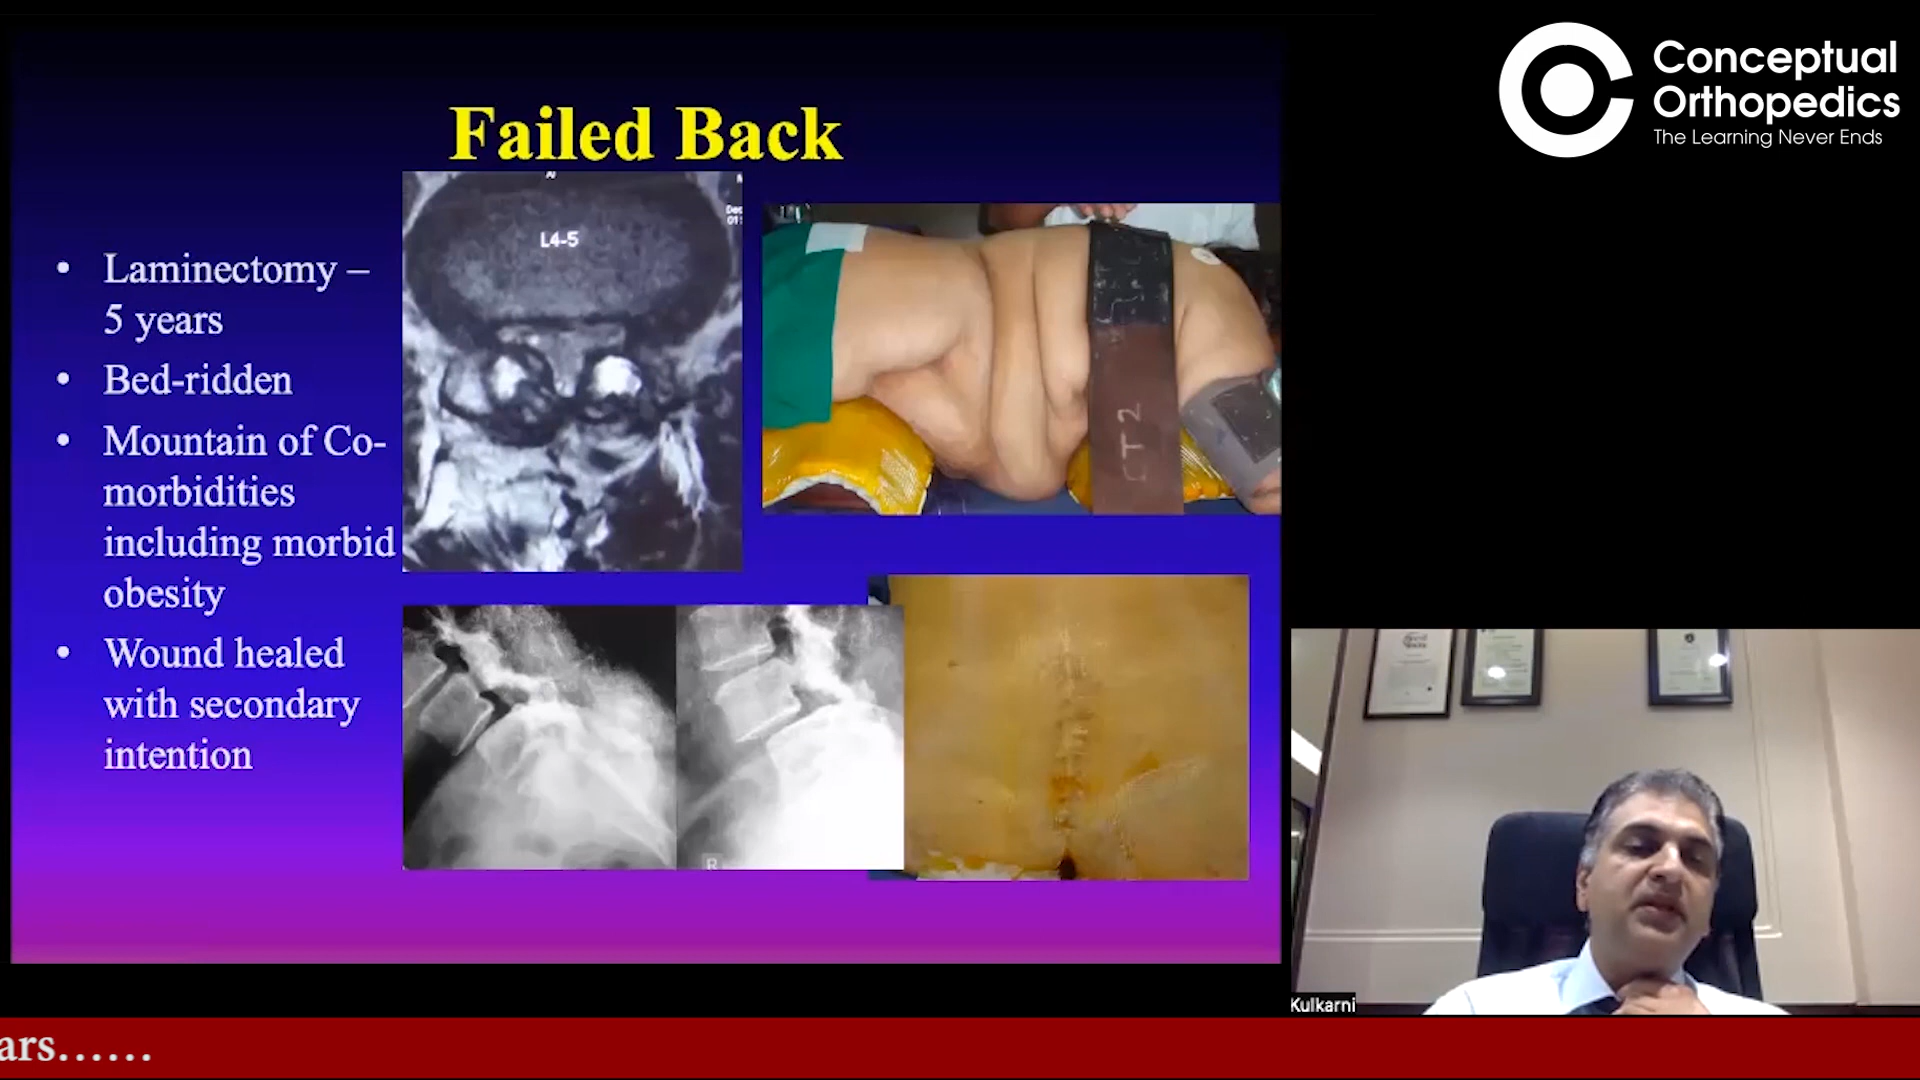 Conceptual
Orthopedics
The Learning Never Ends
Failed Back
• Laminectomy –
5 years
• Bed-ridden
• Mountain of Co-
morbidities
including morbid
obesity
• Wound healed
with secondary
intention
L4-5
CT2
R
Kulkarni
ars......